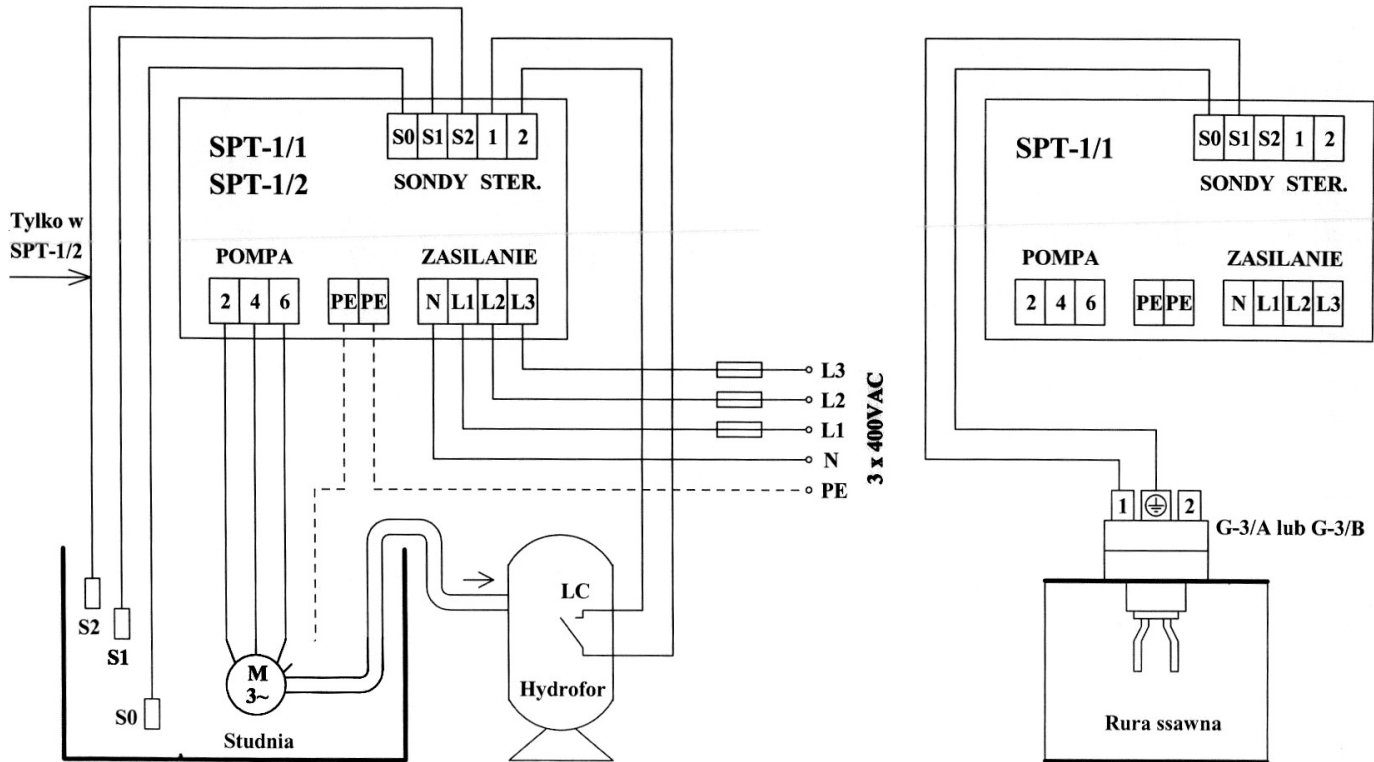 SPT-1/1
SPT-1/2
S0 S1 S2 1 2
SONDY STER.
Tylko w
SPT-1/2
POMPA
ZASILANIE
2 4 6
PE PE
N L1 L2 L3
L3
L2
L1
N
PE
3 x 400VAC
S2
S1
S0
M
3~
Studnia
LC
Hydrofor
SPT-1/1
S0 S1 S2 1 2
SONDY STER.
POMPA
ZASILANIE
2 4 6
PE PE
N L1 L2 L3
1 2
G-3/A lub G-3/B
Rura ssawna